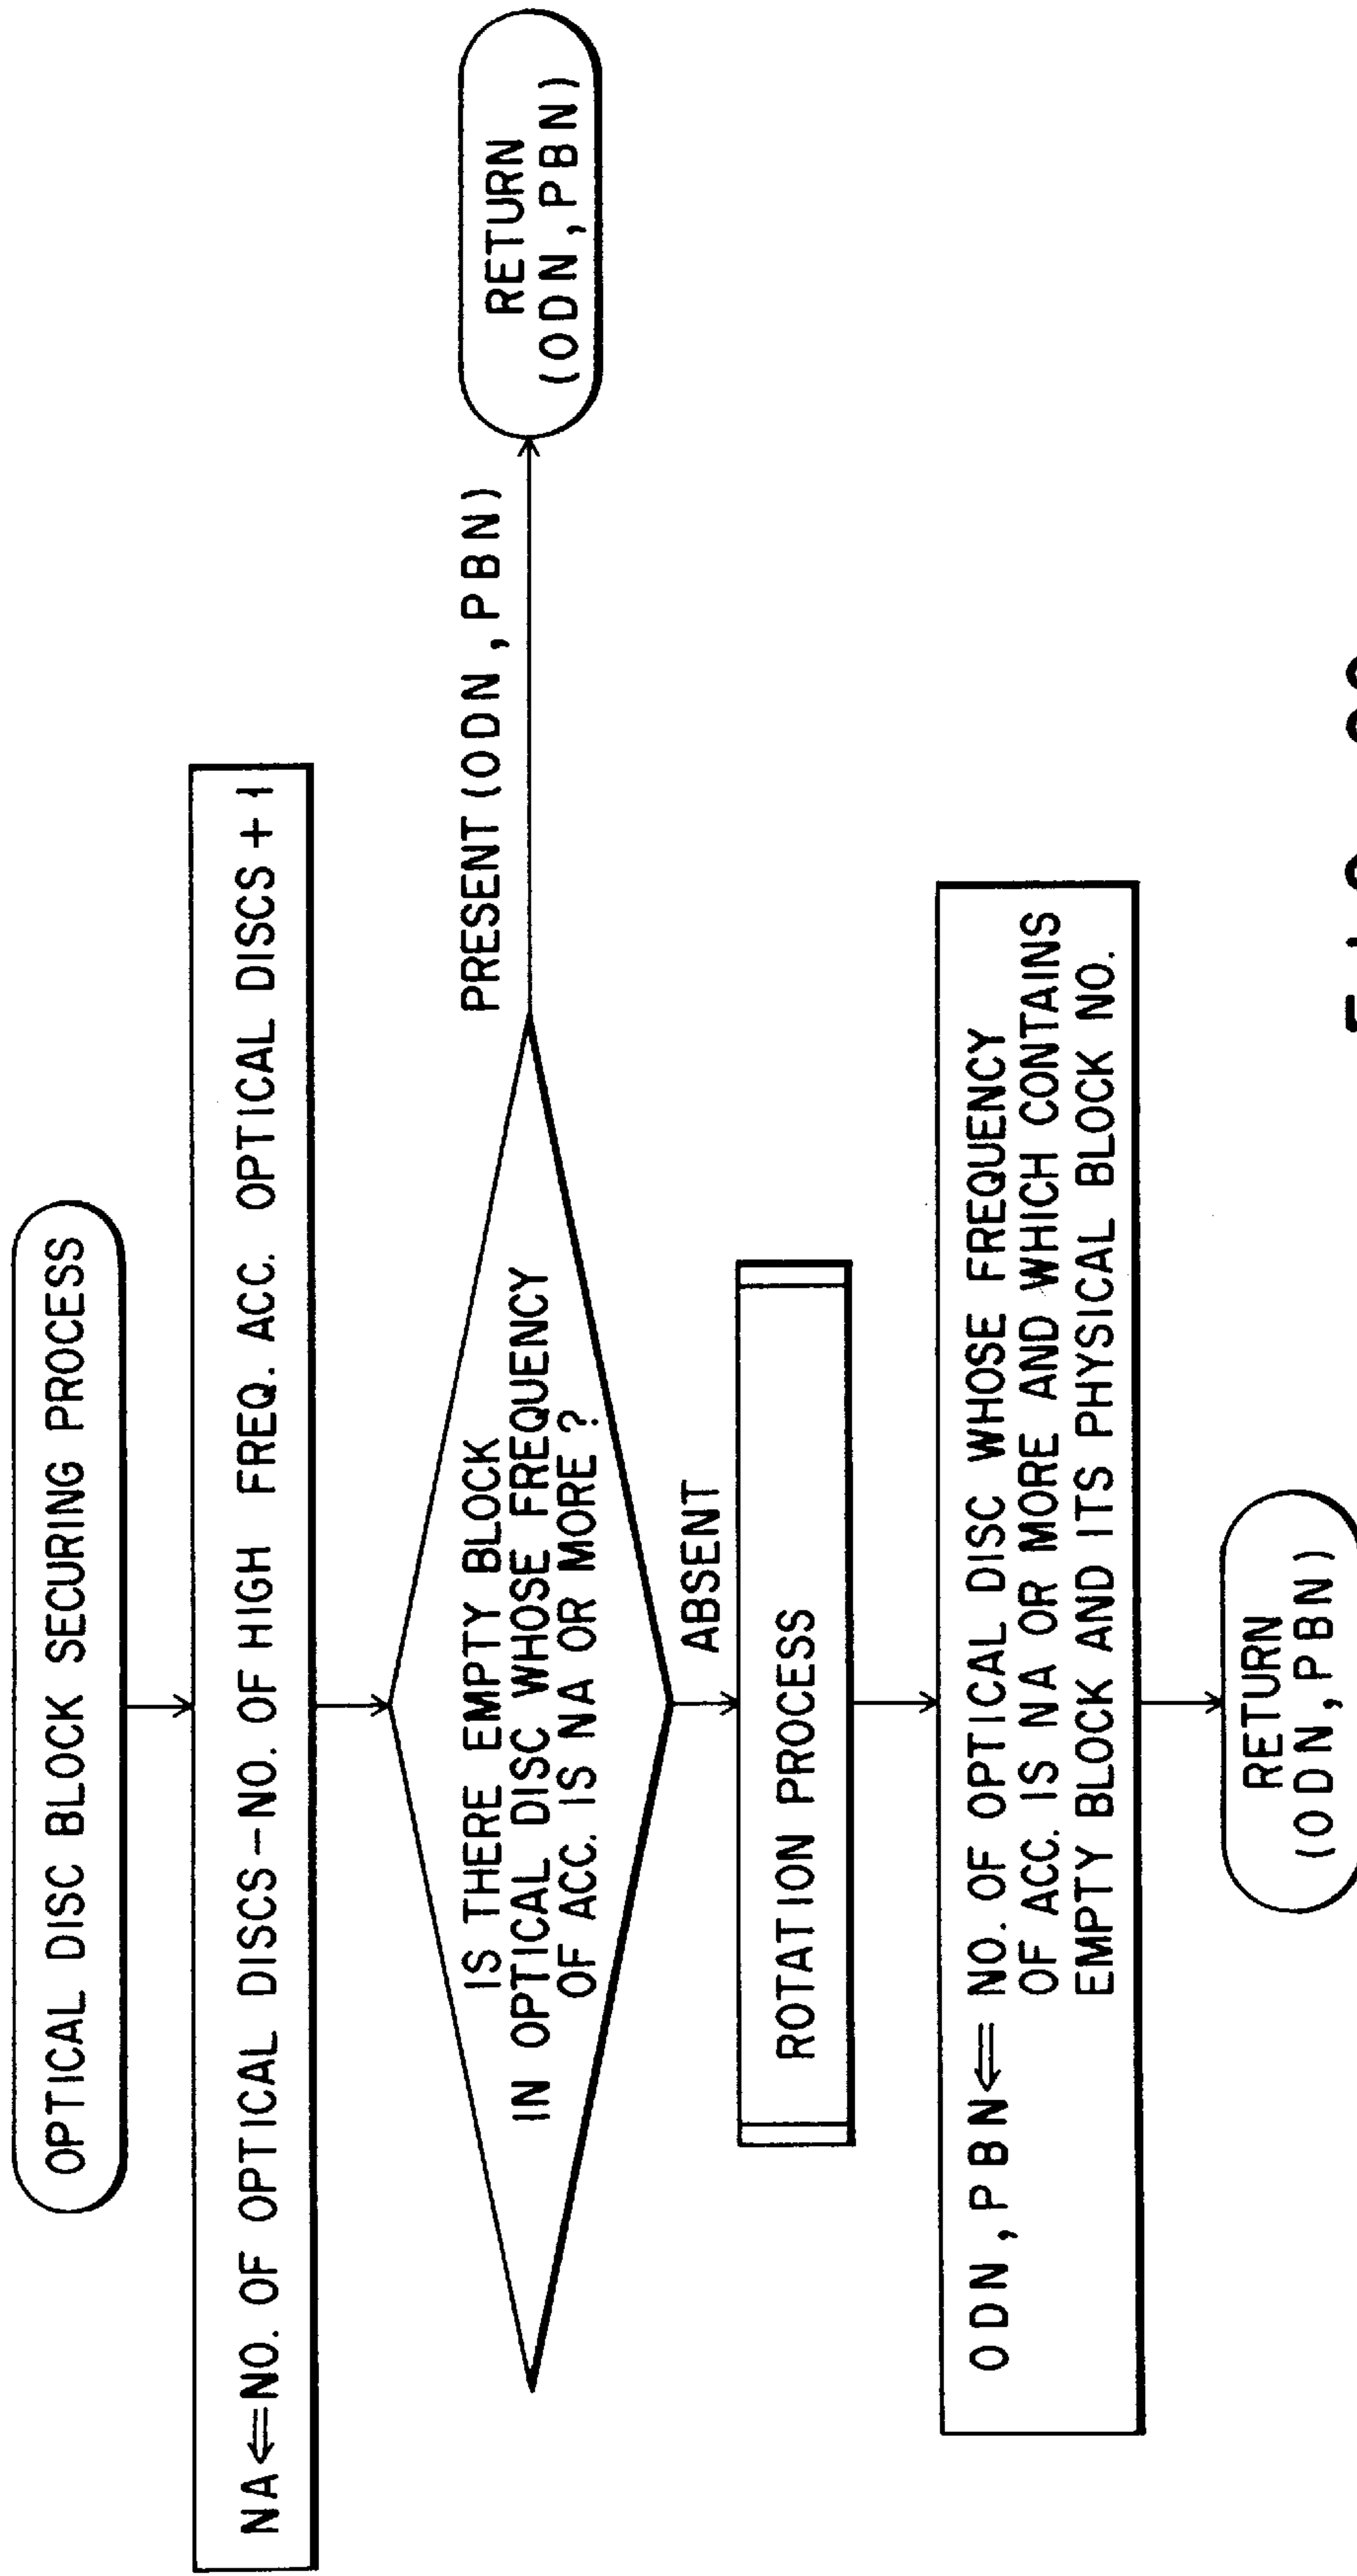 OPTICAL DISC BLOCK SECURING PROCESS
NA⇐NO. OF OPTICAL DISCS-NO. OF HIGH FREQ. ACC. OPTICAL DISCS + 1
IS THERE EMPTY BLOCK
IN OPTICAL DISC WHOSE FREQUENCY
OF ACC. IS NA OR MORE ?
PRESENT (ODN, PBN)
RETURN
(ODN, PBN)
ABSENT
ROTATION PROCESS
ODN, PBN⇐ NO. OF OPTICAL DISC WHOSE FREQUENCY
OF ACC. IS NA OR MORE AND WHICH CONTAINS
EMPTY BLOCK AND ITS PHYSICAL BLOCK NO.
RETURN
(ODN, PBN)